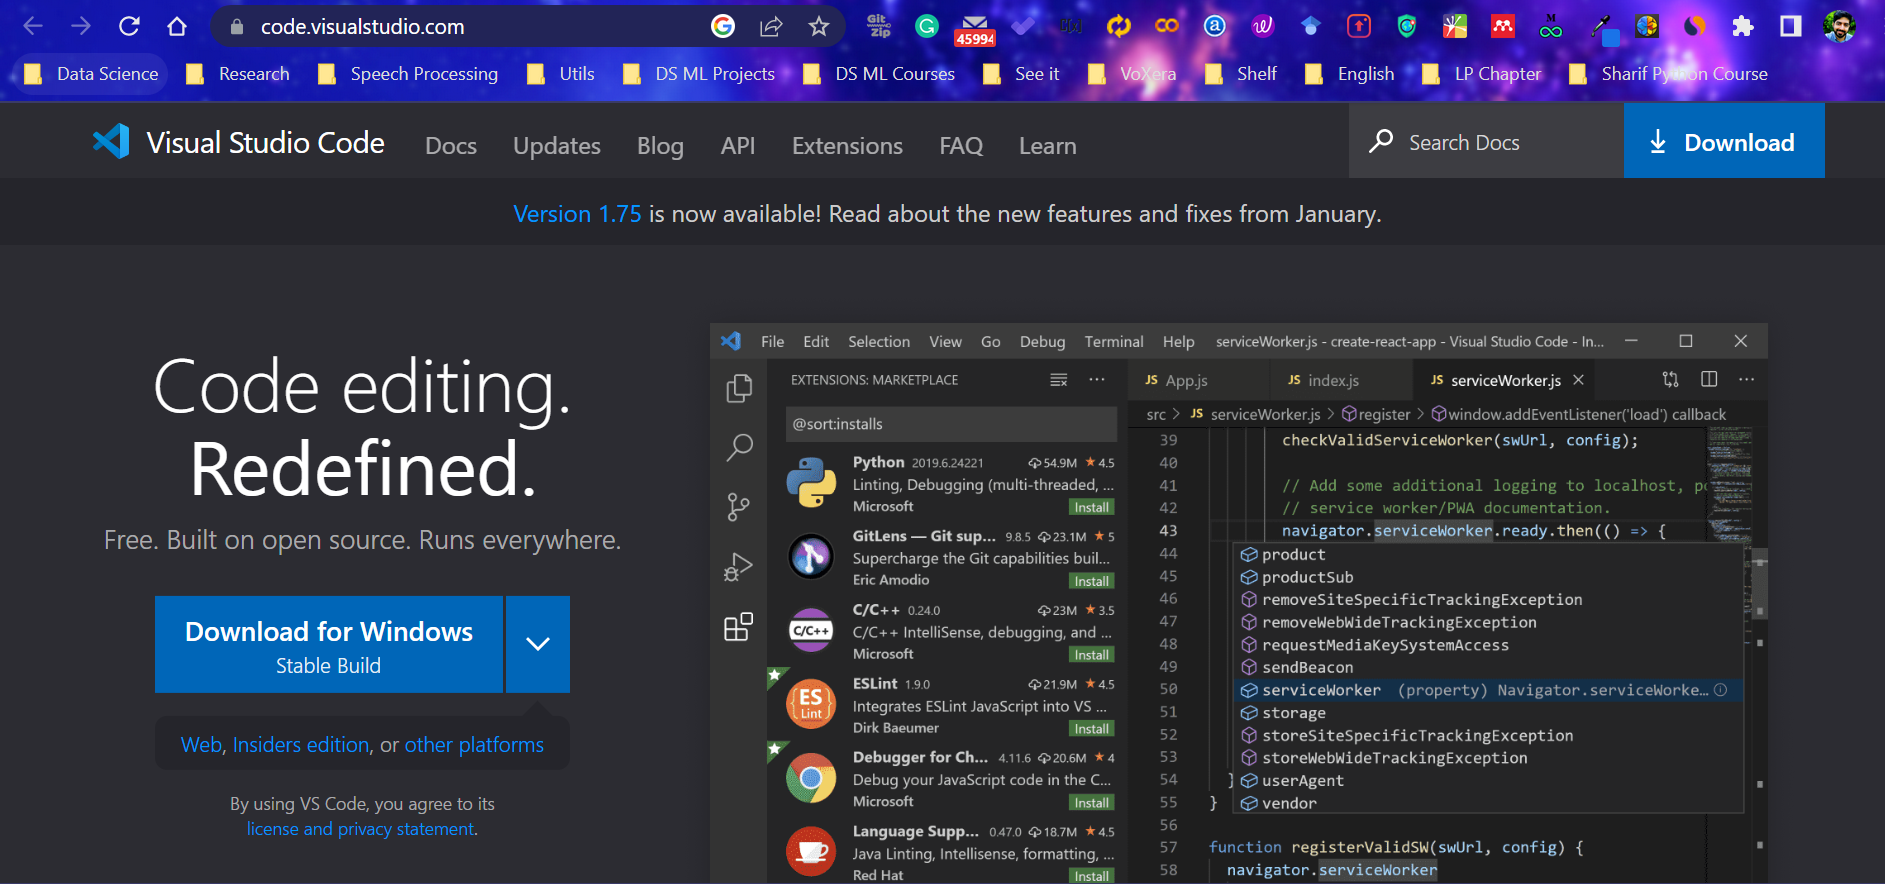 code.visualstudio.com
Git
Zip
45994
Data Science Research Speech Processing Utils DS ML Projects DS ML Courses See it VoXera Shelf English LP Chapter Sharif Python Course
Visual Studio Code Docs Updates Blog API Extensions FAQ Learn Search Docs Download
Version 1.75 is now available! Read about the new features and fixes from January.
Code editing.
Redefined.
Free. Built on open source. Runs everywhere.
Download for Windows
Stable Build
Web, Insiders edition, or other platforms
By using VS Code, you agree to its
license and privacy statement.
File Edit Selection View Go Debug Terminal Help serviceWorker.js - create-react-app - Visual Studio Code - In...
EXTENSIONS: MARKETPLACE
@sort:installs
Python 2019.6.24221 54.9M 4.5
Linting, Debugging (multi-threaded, ...
Microsoft Install
GitLens — Git sup... 9.8.5 23.1M 5
Supercharge the Git capabilities buil...
Eric Amodio Install
C/C++
C/C++ 0.24.0 23M 3.5
C/C++ IntelliSense, debugging, and ...
Microsoft Install
ES
Lint
ESLint 1.9.0 21.9M 4.5
Integrates ESLint JavaScript into VS ...
Dirk Baeumer Install
Debugger for Ch... 4.11.6 20.6M 4
Debug your JavaScript code in the C...
Microsoft Install
Language Supp... 0.47.0 18.7M 4.5
Java Linting, Intellisense, formatting, ...
Red Hat Install
JS App.js JS index.js JS serviceWorker.js
src > JS serviceWorker.js > register > window.addEventListener('load') callback
39 checkValidServiceWorker(swUrl, config);
40
41 // Add some additional logging to localhost, po
42 // service worker/PWA documentation.
43 navigator.serviceWorker.ready.then(() => {
44 product
45 productSub
46 removeSiteSpecificTrackingException
47 removeWebWideTrackingException
48 requestMediaKeySystemAccess
49 sendBeacon
50 serviceWorker (property) Navigator.serviceWorke...
51 storage
52 storeSiteSpecificTrackingException
53 storeWebWideTrackingException
54 } userAgent
55 } vendor
56
57 function registerValidSW(swUrl, config) {
58 navigator.serviceWorker